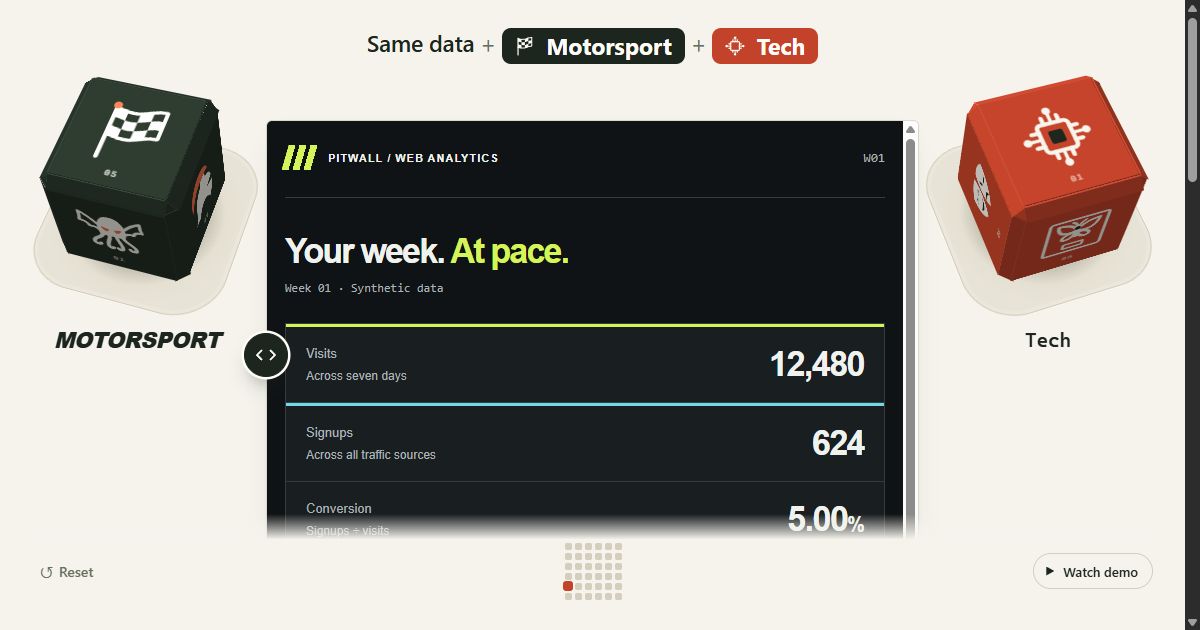 Same data + Motorsport + Tech
05
01
PITWALL / WEB ANALYTICS
W01
Your week. At pace.
Week 01 · Synthetic data
MOTORSPORT
Tech
Visits
Across seven days
12,480
Signups
Across all traffic sources
624
Conversion
Signups ÷ visits
5.00%
Reset
Watch demo